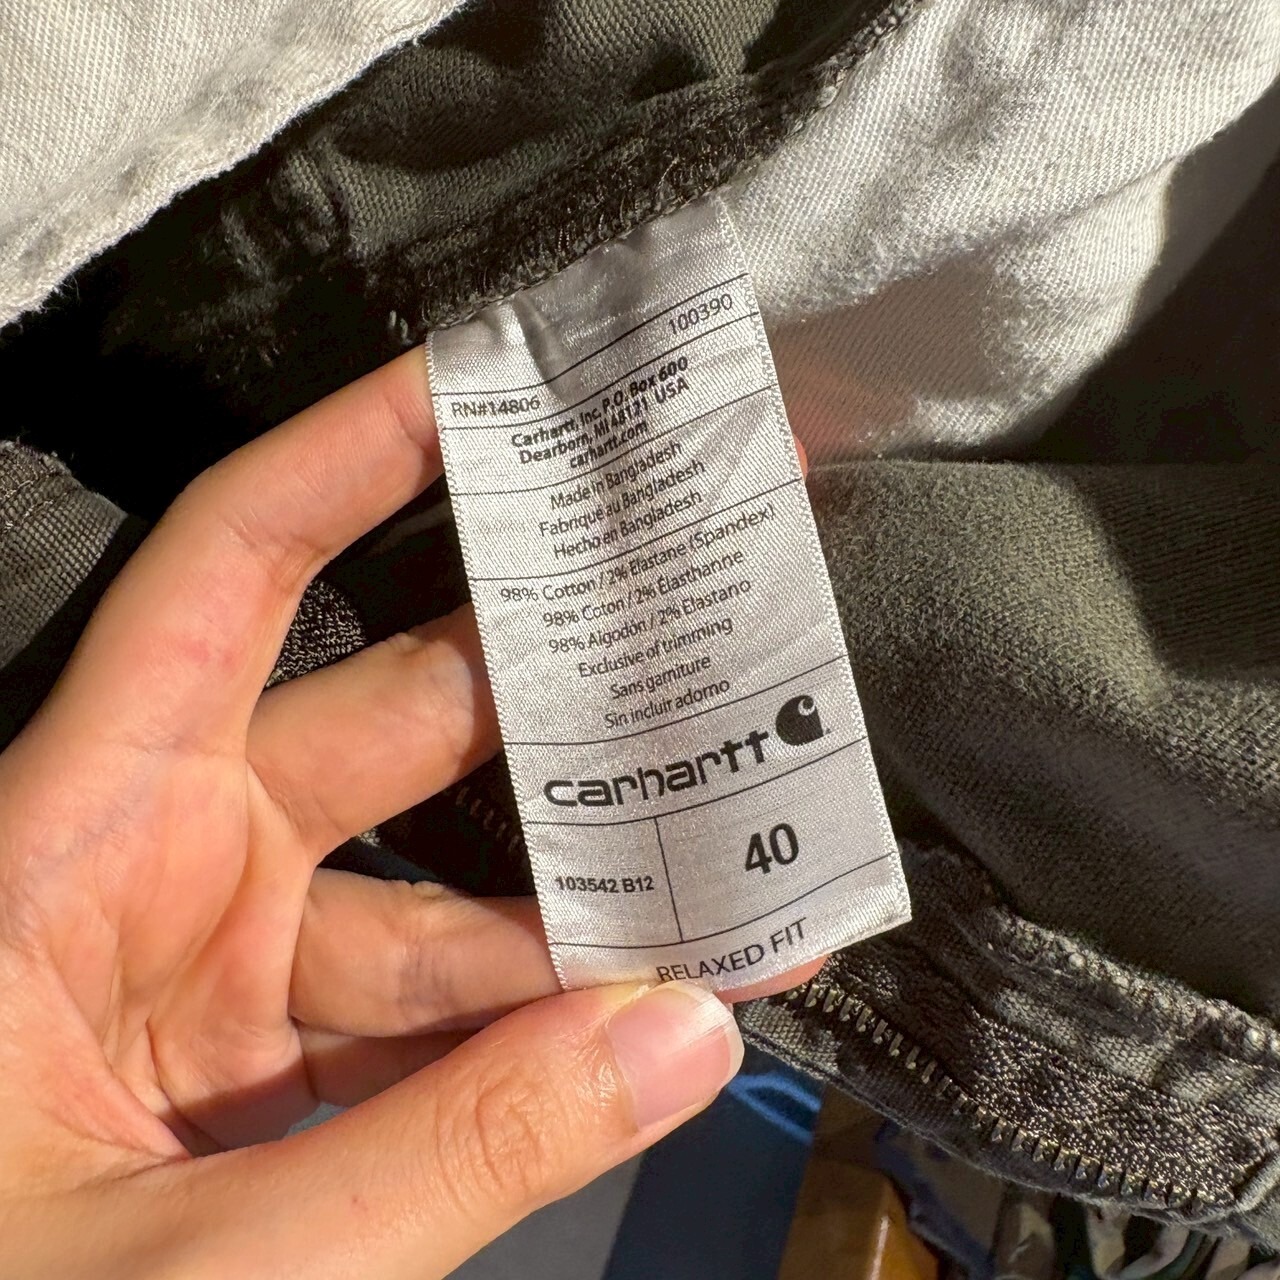 100390
RN#14806
Carhartt, Inc. P.O. Box 600
Dearborn, MI 48121 USA
carhartt.com
Made in Bangladesh
Fabriqué au Bangladesh
Hecho en Bangladesh
98% Cotton / 2% Elastane (Spandex)
98% Coton / 2% Élasthanne
98% Algodón / 2% Elastano
Exclusive of trimming
Sans garniture
Sin incluir adorno
carhartt
103542 B12
40
RELAXED FIT